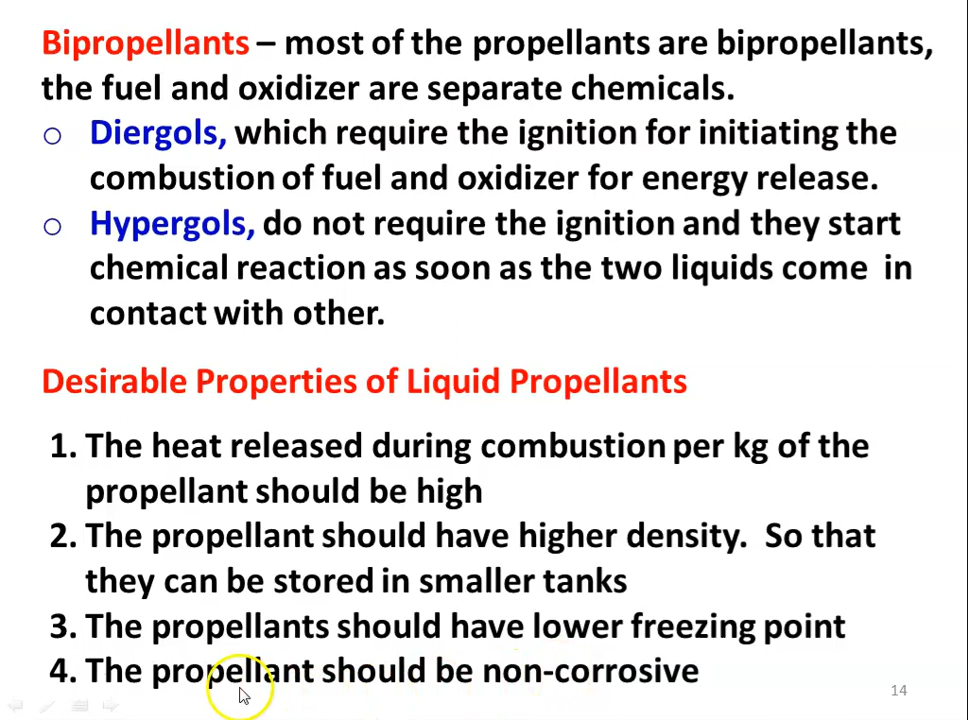 Bipropellants – most of the propellants are bipropellants,
the fuel and oxidizer are separate chemicals.
o Diergols, which require the ignition for initiating the
combustion of fuel and oxidizer for energy release.
o Hypergols, do not require the ignition and they start
chemical reaction as soon as the two liquids come in
contact with other.
Desirable Properties of Liquid Propellants
1. The heat released during combustion per kg of the
propellant should be high
2. The propellant should have higher density. So that
they can be stored in smaller tanks
3. The propellants should have lower freezing point
4. The propellant should be non-corrosive
14